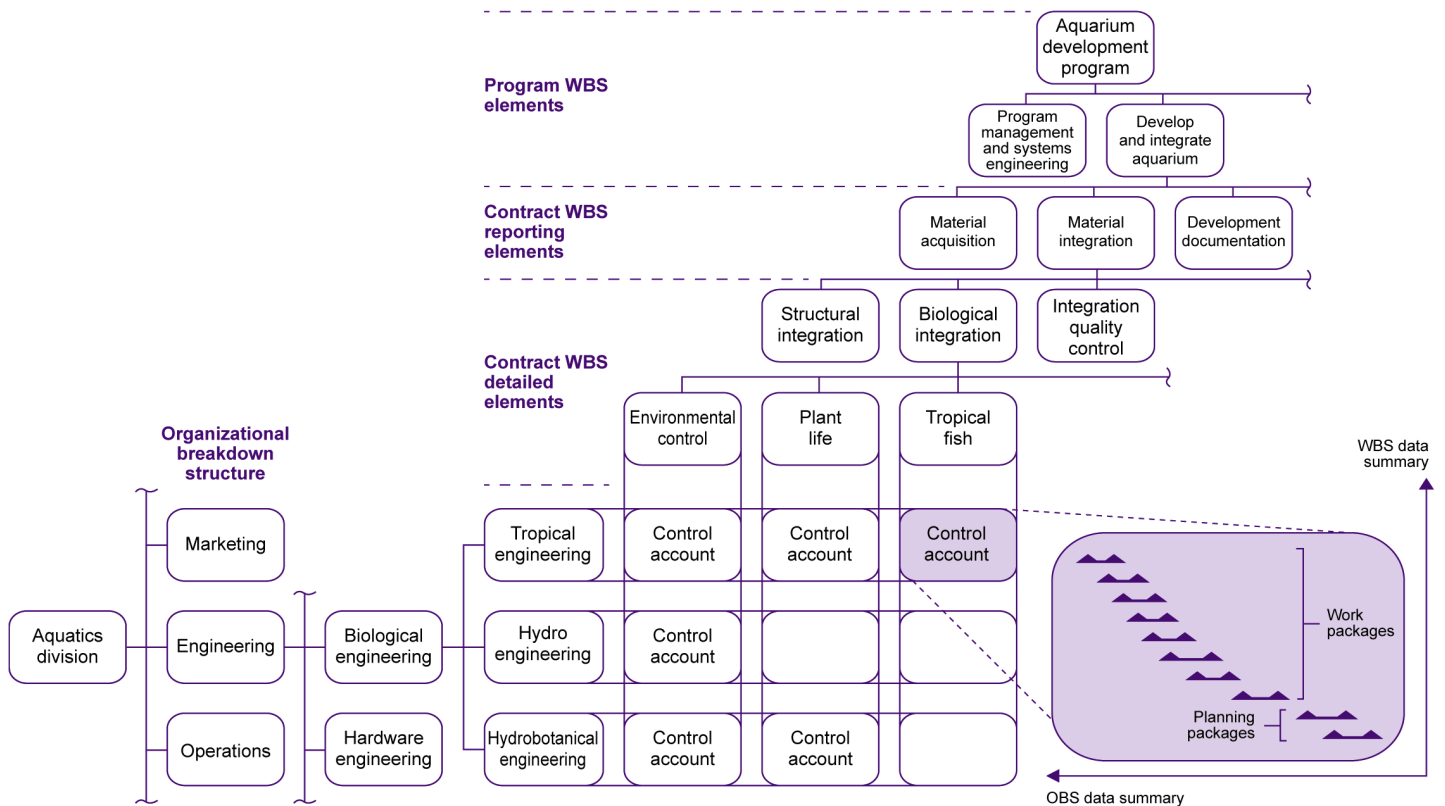 Aquarium
development
program
Program WBS
elements
Program
management
and systems
engineering
Develop
and integrate
aquarium
Contract WBS
reporting
elements
Material
acquisition
Material
integration
Development
documentation
Structural
integration
Biological
integration
Integration
quality
control
Contract WBS
detailed
elements
Environmental
control
Plant
life
Tropical
fish
Organizational
breakdown
structure
WBS data
summary
Marketing
Tropical
engineering
Control
account
Control
account
Control
account
Work
packages
Aquatics
division
Engineering
Biological
engineering
Hydro
engineering
Control
account
Planning
packages
Operations
Hardware
engineering
Hydrobotanical
engineering
Control
account
Control
account
OBS data summary